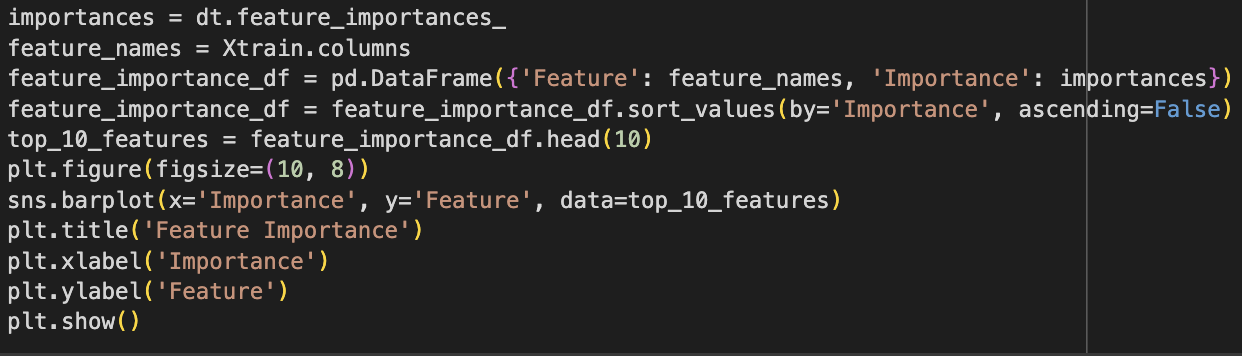 importances = dt.feature_importances_
feature_names = Xtrain.columns
feature_importance_df = pd.DataFrame({'Feature': feature_names, 'Importance': importances})
feature_importance_df = feature_importance_df.sort_values(by='Importance', ascending=False)
top_10_features = feature_importance_df.head(10)
plt.figure(figsize=(10, 8))
sns.barplot(x='Importance', y='Feature', data=top_10_features)
plt.title('Feature Importance')
plt.xlabel('Importance')
plt.ylabel('Feature')
plt.show()